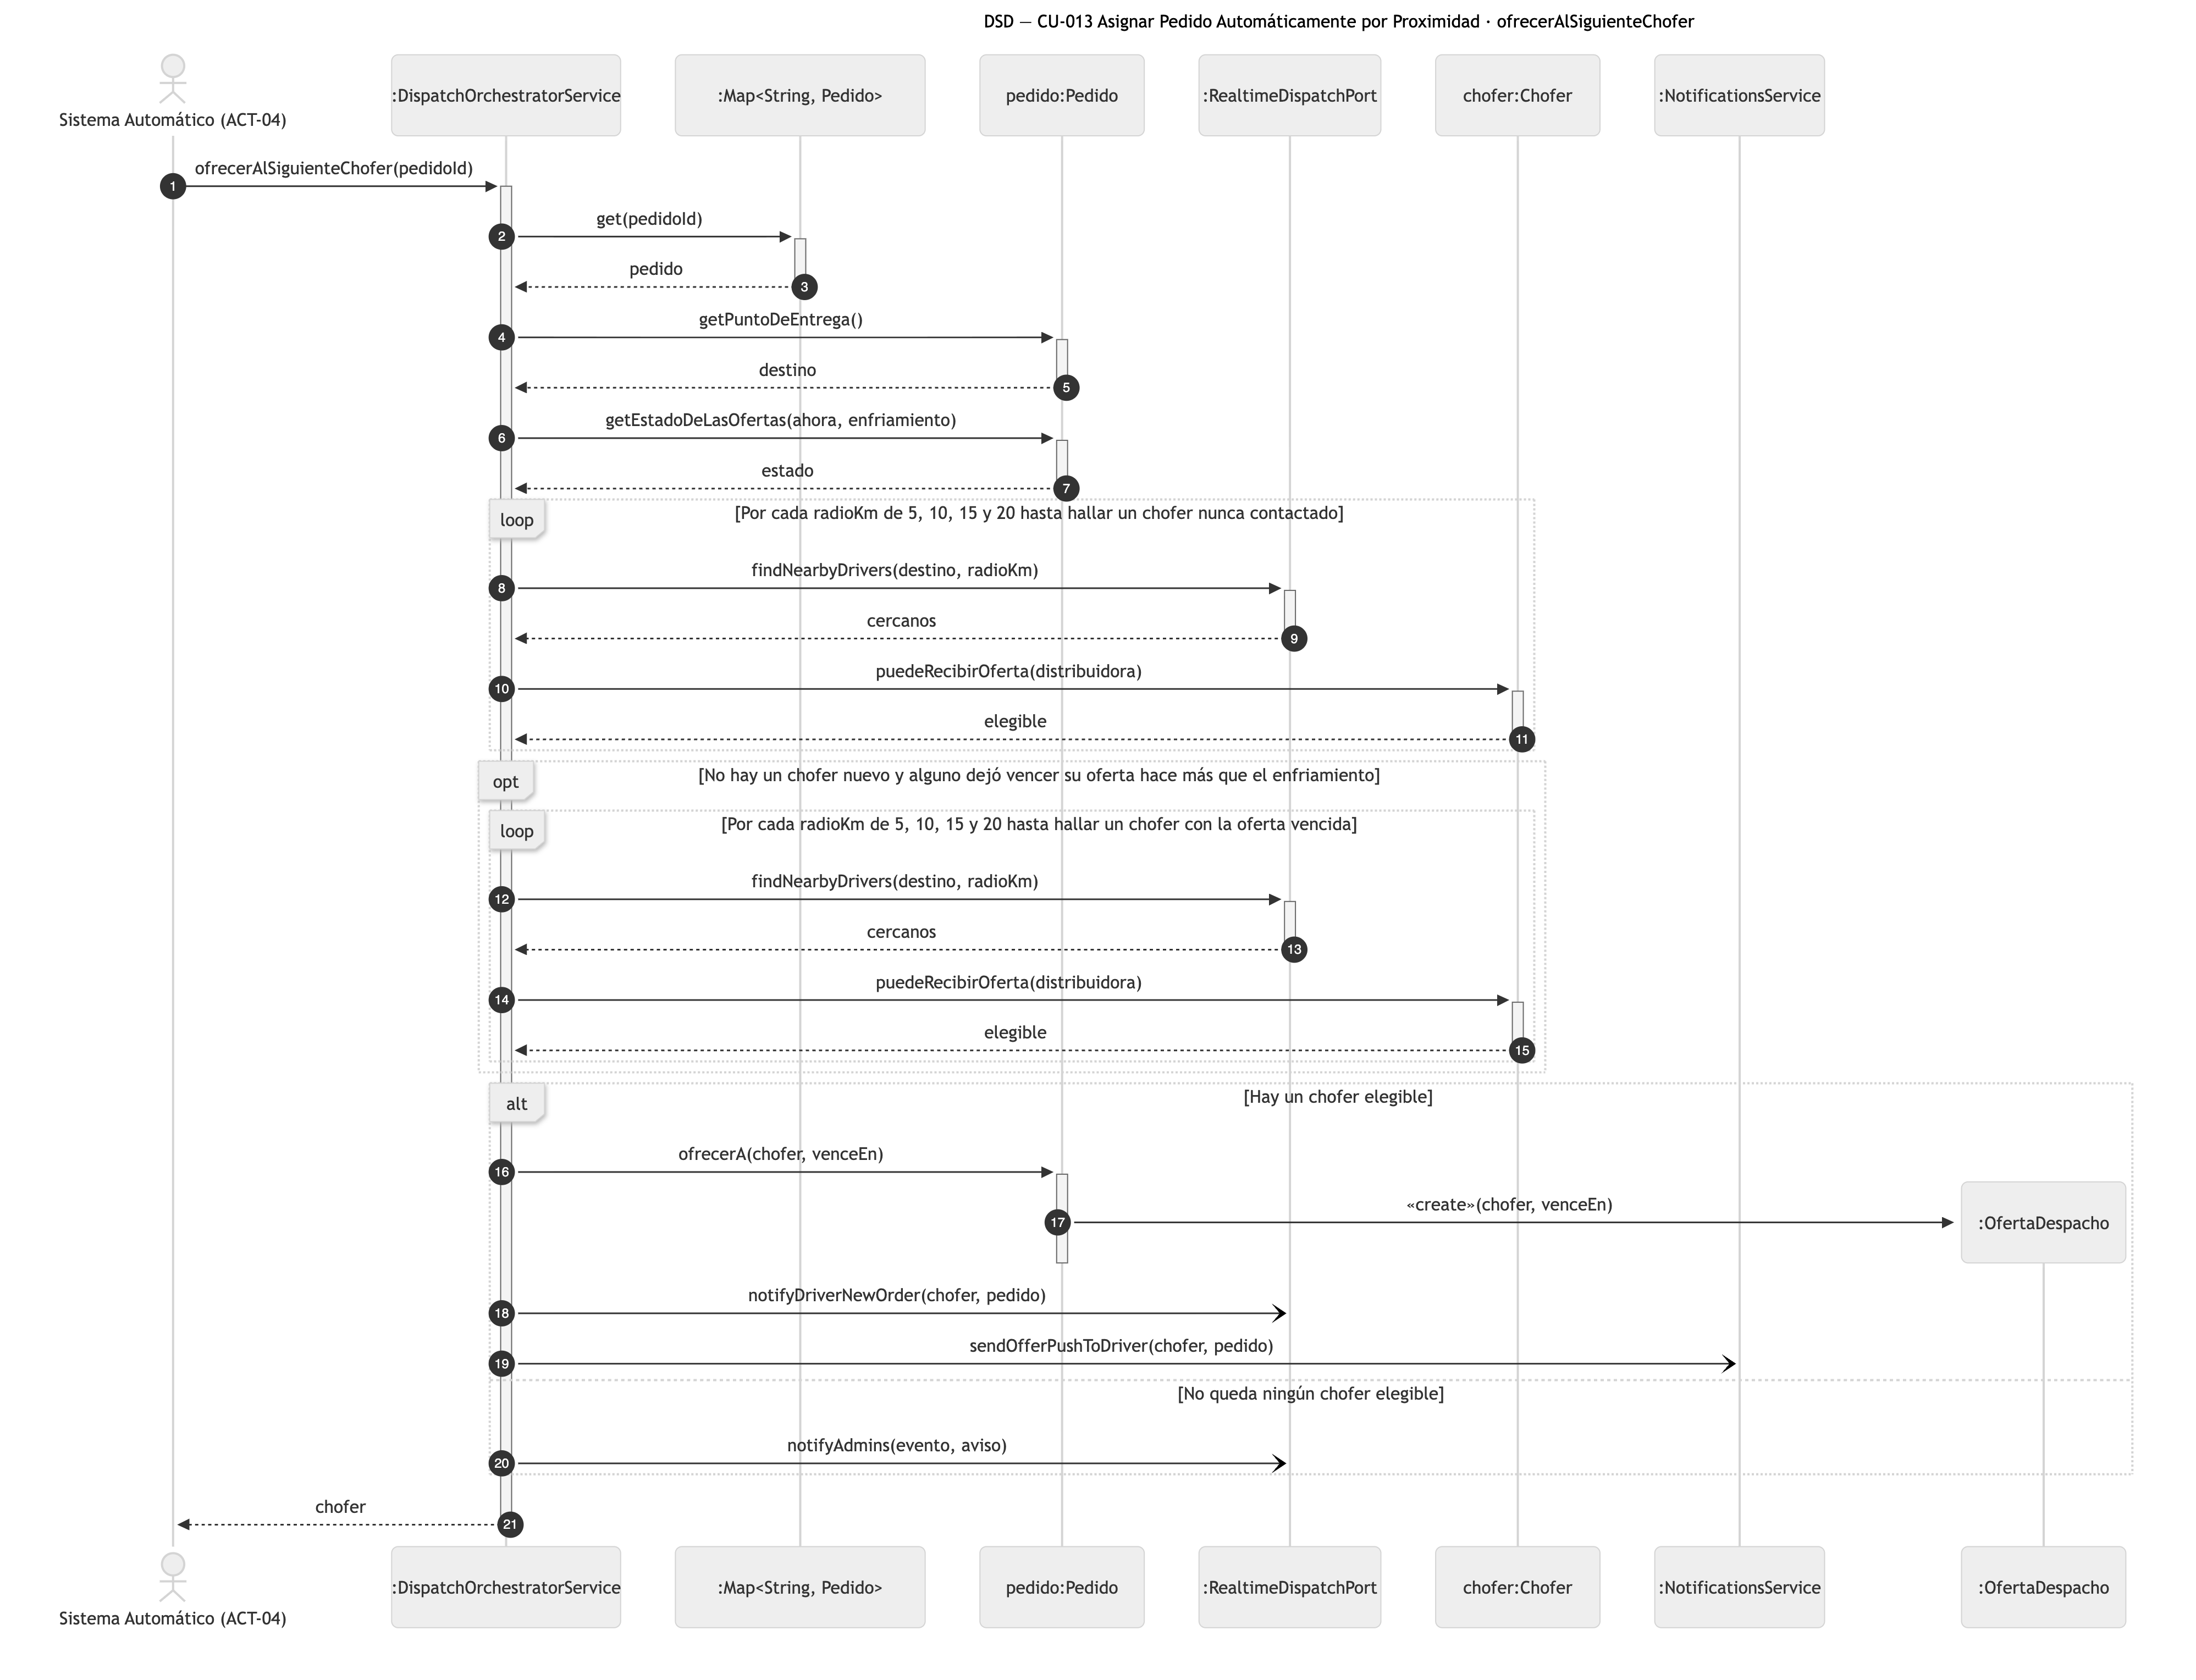 DSD — CU-013 Asignar Pedido Automáticamente por Proximidad · ofrecerAlSiguienteChofer
Sistema Automático (ACT-04)
:DispatchOrchestratorService
:Map<String, Pedido>
pedido:Pedido
:RealtimeDispatchPort
chofer:Chofer
:NotificationsService
ofrecerAlSiguienteChofer(pedidoId)
1
get(pedidoId)
2
pedido
3
getPuntoDeEntrega()
4
destino
5
getEstadoDeLasOfertas(ahora, enfriamiento)
6
estado
7
loop
[Por cada radioKm de 5, 10, 15 y 20 hasta hallar un chofer nunca contactado]
findNearbyDrivers(destino, radioKm)
8
cercanos
9
puedeRecibirOferta(distribuidora)
10
elegible
11
opt
[No hay un chofer nuevo y alguno dejó vencer su oferta hace más que el enfriamiento]
loop
[Por cada radioKm de 5, 10, 15 y 20 hasta hallar un chofer con la oferta vencida]
findNearbyDrivers(destino, radioKm)
12
cercanos
13
puedeRecibirOferta(distribuidora)
14
elegible
15
alt
[Hay un chofer elegible]
ofrecerA(chofer, venceEn)
16
«create»(chofer, venceEn)
17
:OfertaDespacho
notifyDriverNewOrder(chofer, pedido)
18
sendOfferPushToDriver(chofer, pedido)
19
[No queda ningún chofer elegible]
notifyAdmins(evento, aviso)
20
chofer
21
Sistema Automático (ACT-04)
:DispatchOrchestratorService
:Map<String, Pedido>
pedido:Pedido
:RealtimeDispatchPort
chofer:Chofer
:NotificationsService
:OfertaDespacho